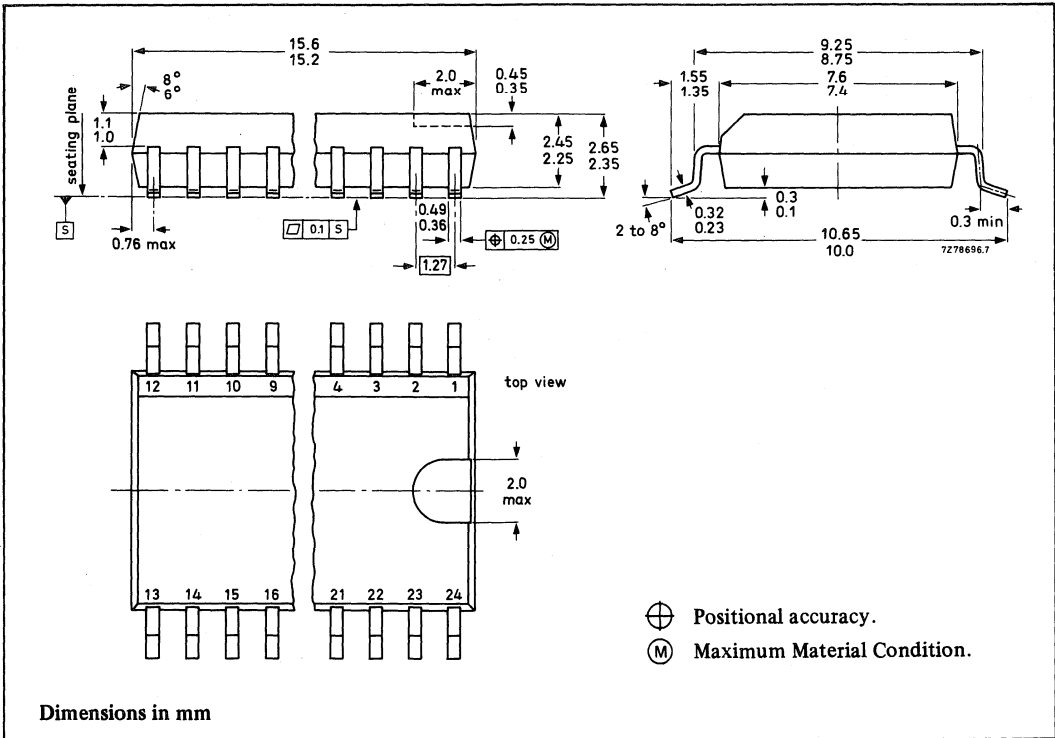 15.6
15.2
8°
6°
2.0
max
0.45
0.35
seating plane
1.1
1.0
2.45
2.25
2.65
2.35
S
0.76 max
0.1 S
0.49
0.36
0.25 M
1.27
9.25
8.75
1.55
1.35
7.6
7.4
2 to 8°
0.32
0.23
0.3
0.1
0.3 min
10.65
10.0
7Z78696.7
12 11 10 9 4 3 2 1
top view
2.0
max
13 14 15 16 21 22 23 24
Positional accuracy.
M Maximum Material Condition.
Dimensions in mm